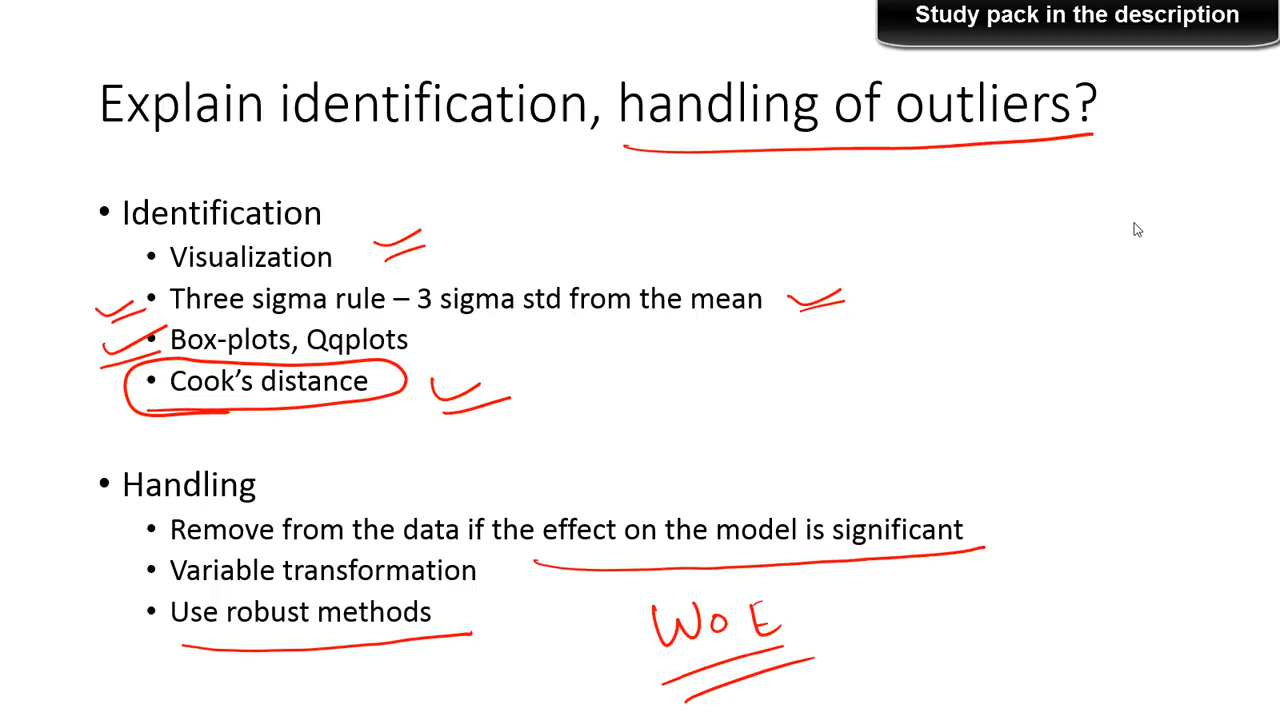 Study pack in the description
Explain identification, handling of outliers?
• Identification
• Visualization
• Three sigma rule – 3 sigma std from the mean
• Box-plots, Qqplots
• Cook's distance
• Handling
• Remove from the data if the effect on the model is significant
• Variable transformation
• Use robust methods
WoE